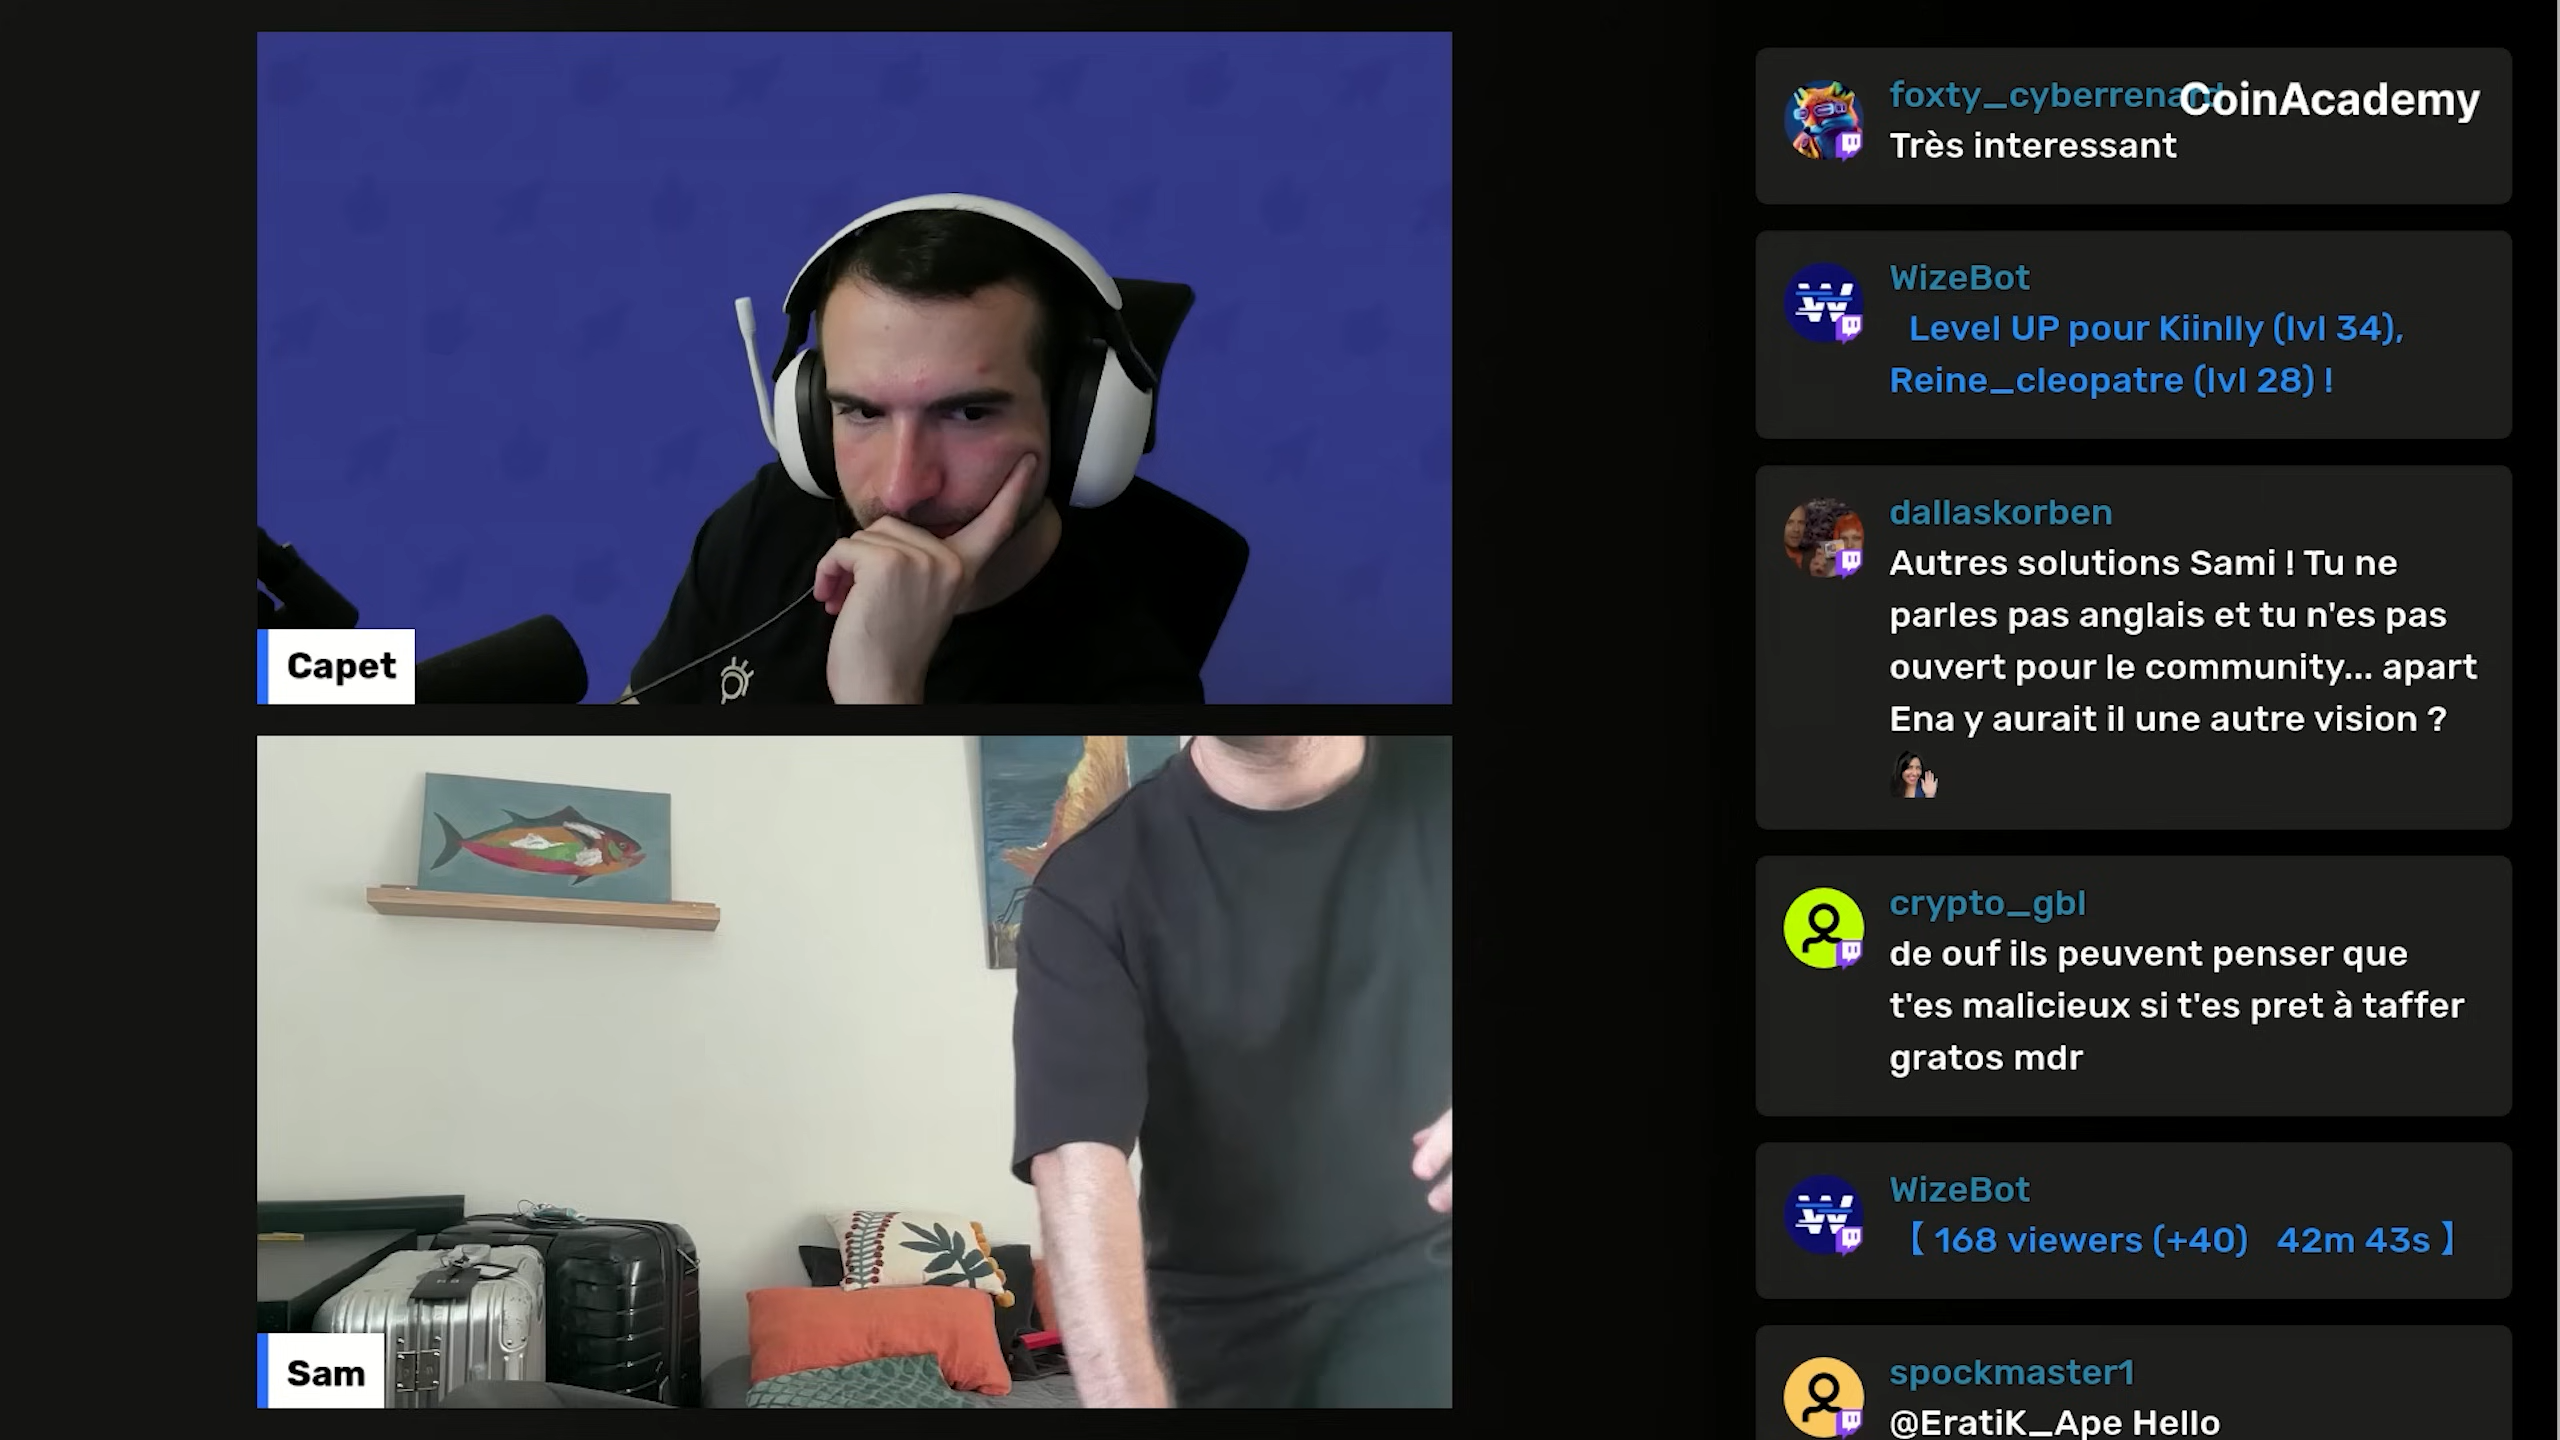 foxty_cyberrenard
CoinAcademy
Très interessant
WizeBot
Level UP pour Kiinlly (lvl 34),
Reine_cleopatre (lvl 28) !
dallaskorben
Autres solutions Sami ! Tu ne
parles pas anglais et tu n'es pas
ouvert pour le community... apart
Ena y aurait il une autre vision ?
crypto_gbl
de ouf ils peuvent penser que
t'es malicieux si t'es pret à taffer
gratos mdr
WizeBot
【 168 viewers (+40) 42m 43s 】
spockmaster1
@EratiK_Ape Hello
Capet
Sam